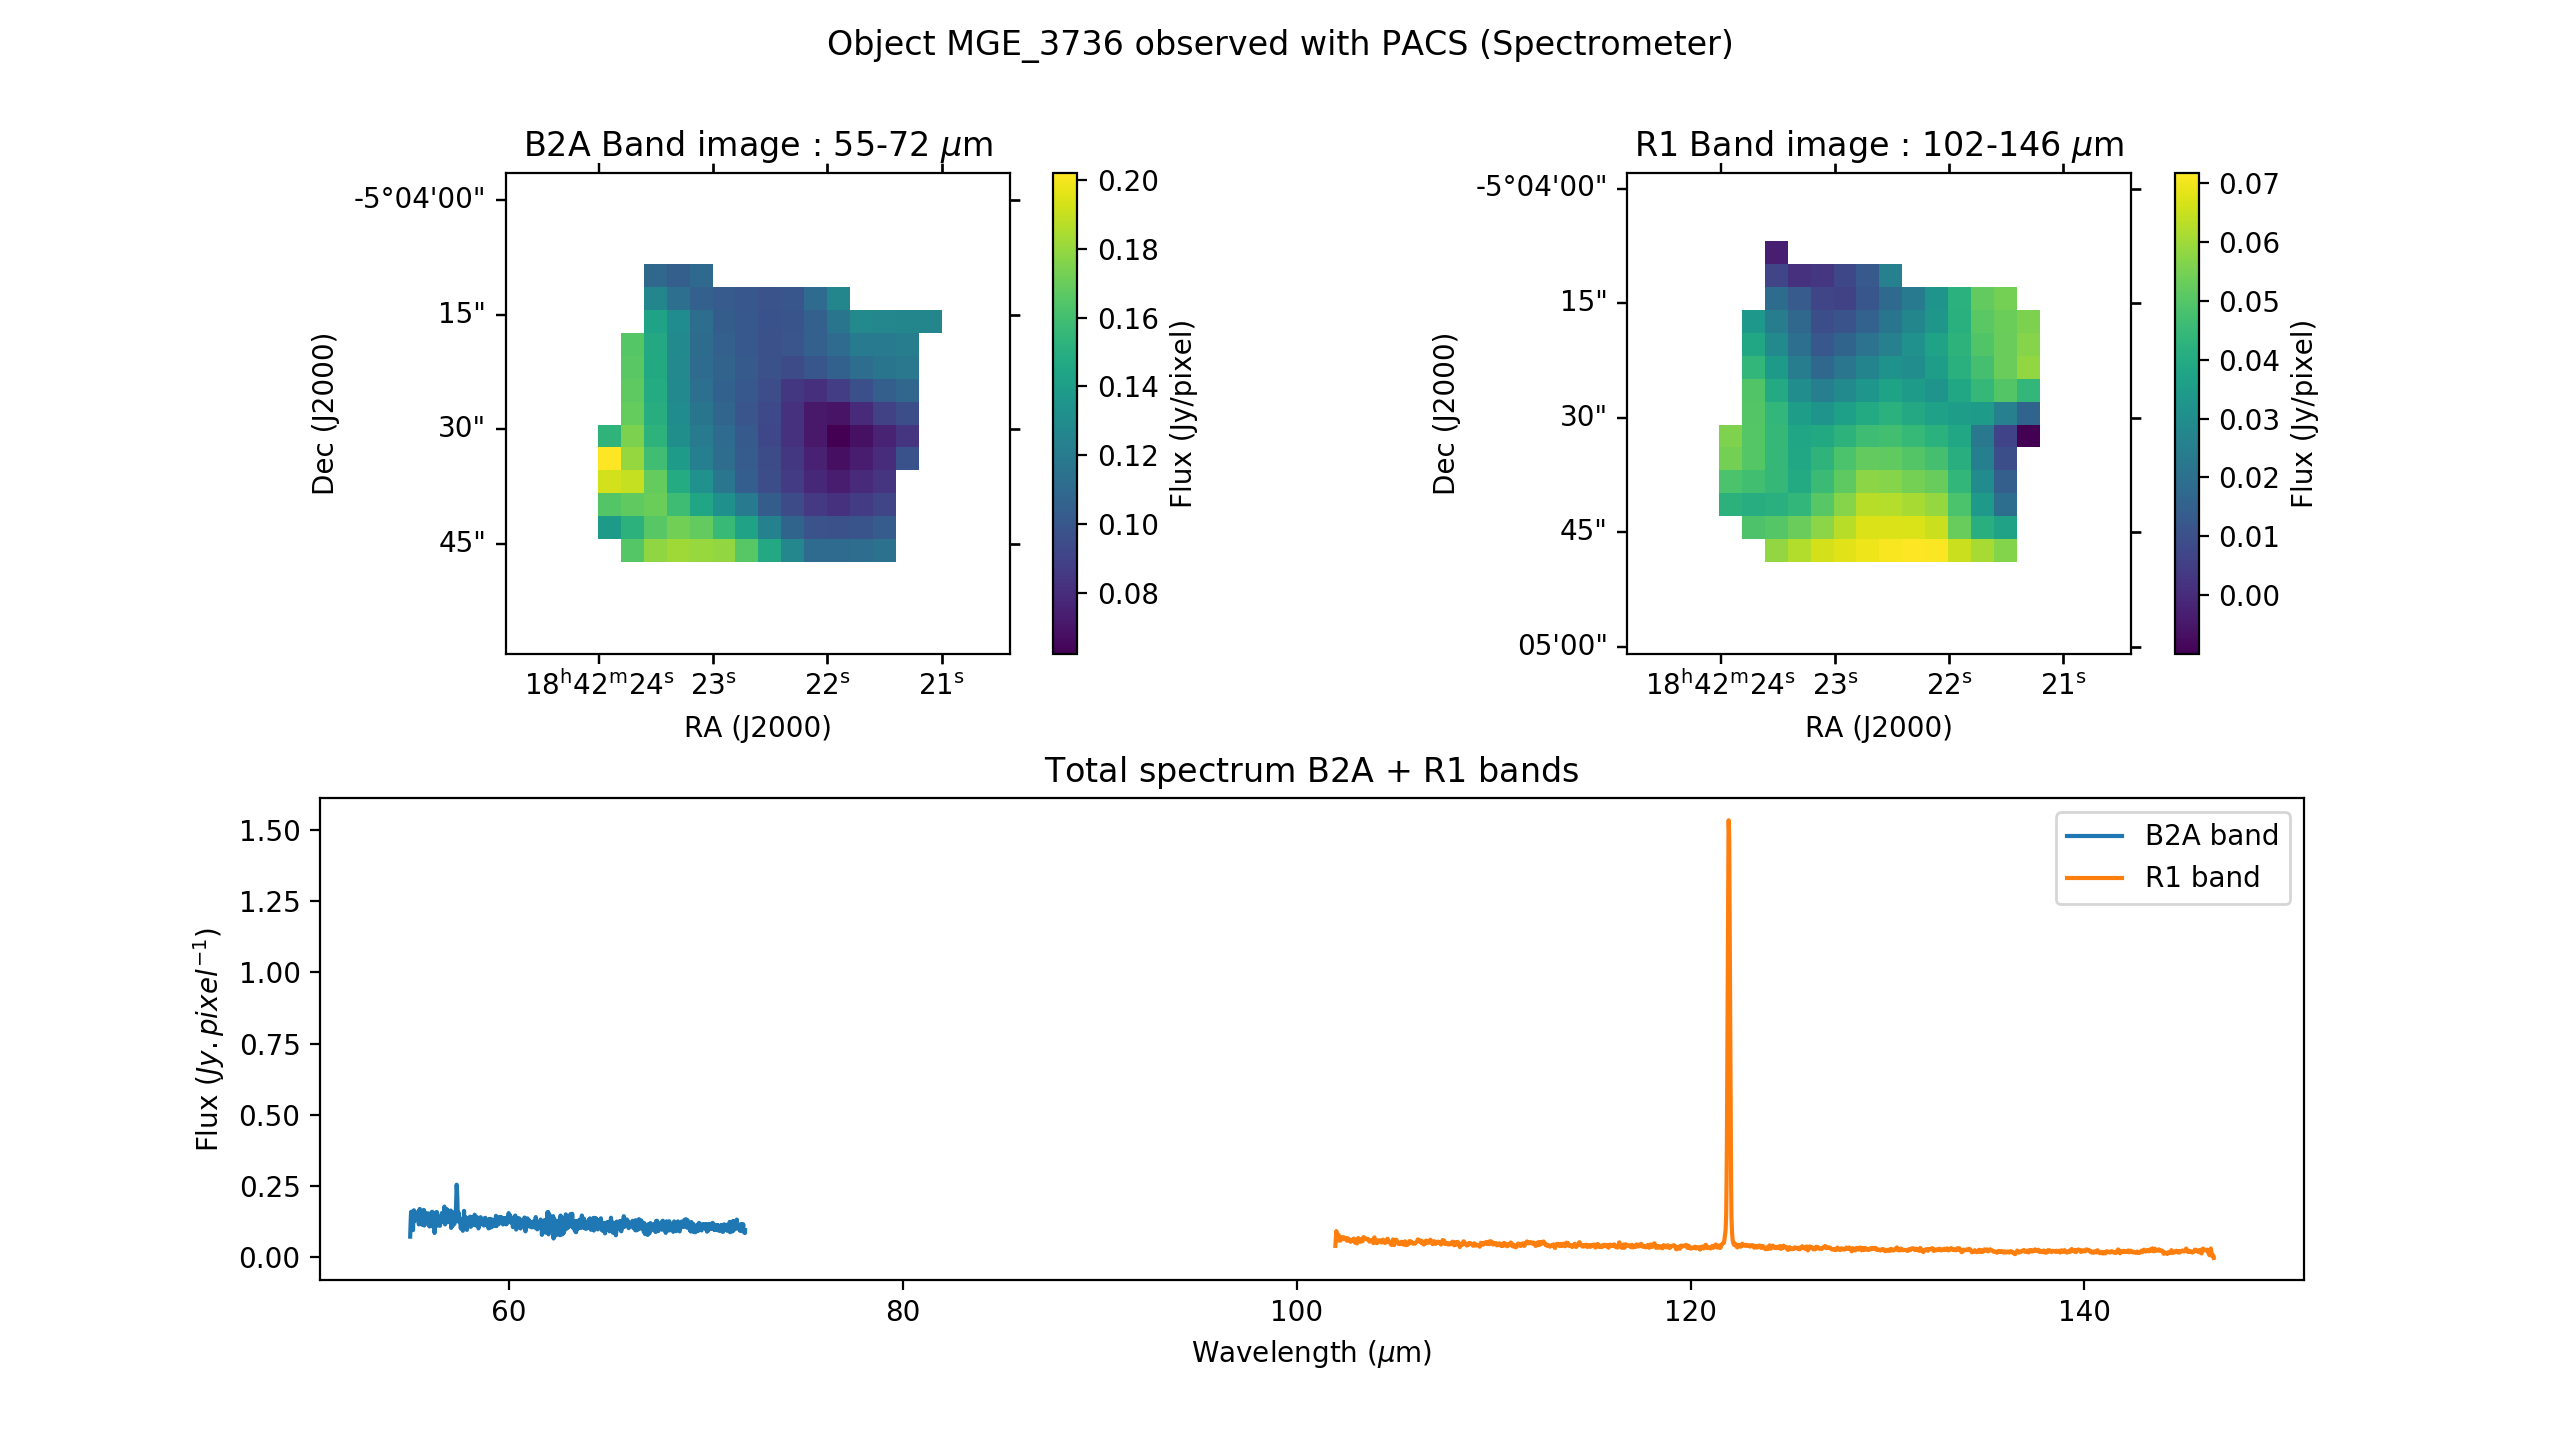 Object MGE_3736 observed with PACS (Spectrometer)
B2A Band image : 55-72 μm
-5°04'00"
15"
30"
45"
Dec (J2000)
18ʰ42ᵐ24ˢ 23ˢ 22ˢ 21ˢ
RA (J2000)
0.20
0.18
0.16
0.14
0.12
0.10
0.08
Flux (Jy/pixel)
R1 Band image : 102-146 μm
-5°04'00"
15"
30"
45"
05'00"
Dec (J2000)
18ʰ42ᵐ24ˢ 23ˢ 22ˢ 21ˢ
RA (J2000)
0.07
0.06
0.05
0.04
0.03
0.02
0.01
0.00
Flux (Jy/pixel)
Total spectrum B2A + R1 bands
1.50
1.25
1.00
0.75
0.50
0.25
0.00
Flux (Jy.pixel⁻¹)
B2A band
R1 band
60 80 100 120 140
Wavelength (μm)